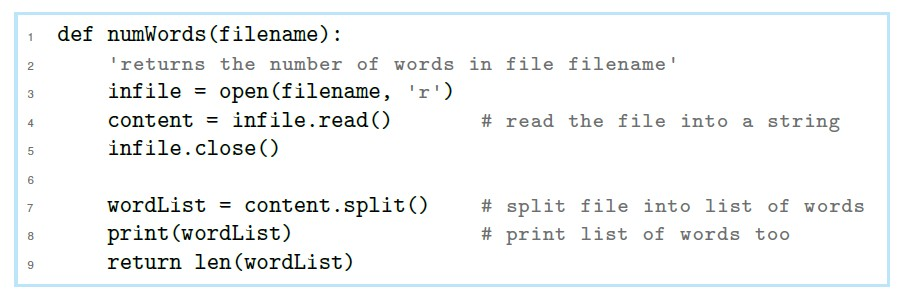 1 def numWords(filename):
2 'returns the number of words in file filename'
3 infile = open(filename, 'r')
4 content = infile.read() # read the file into a string
5 infile.close()
6
7 wordList = content.split() # split file into list of words
8 print(wordList) # print list of words too
9 return len(wordList)